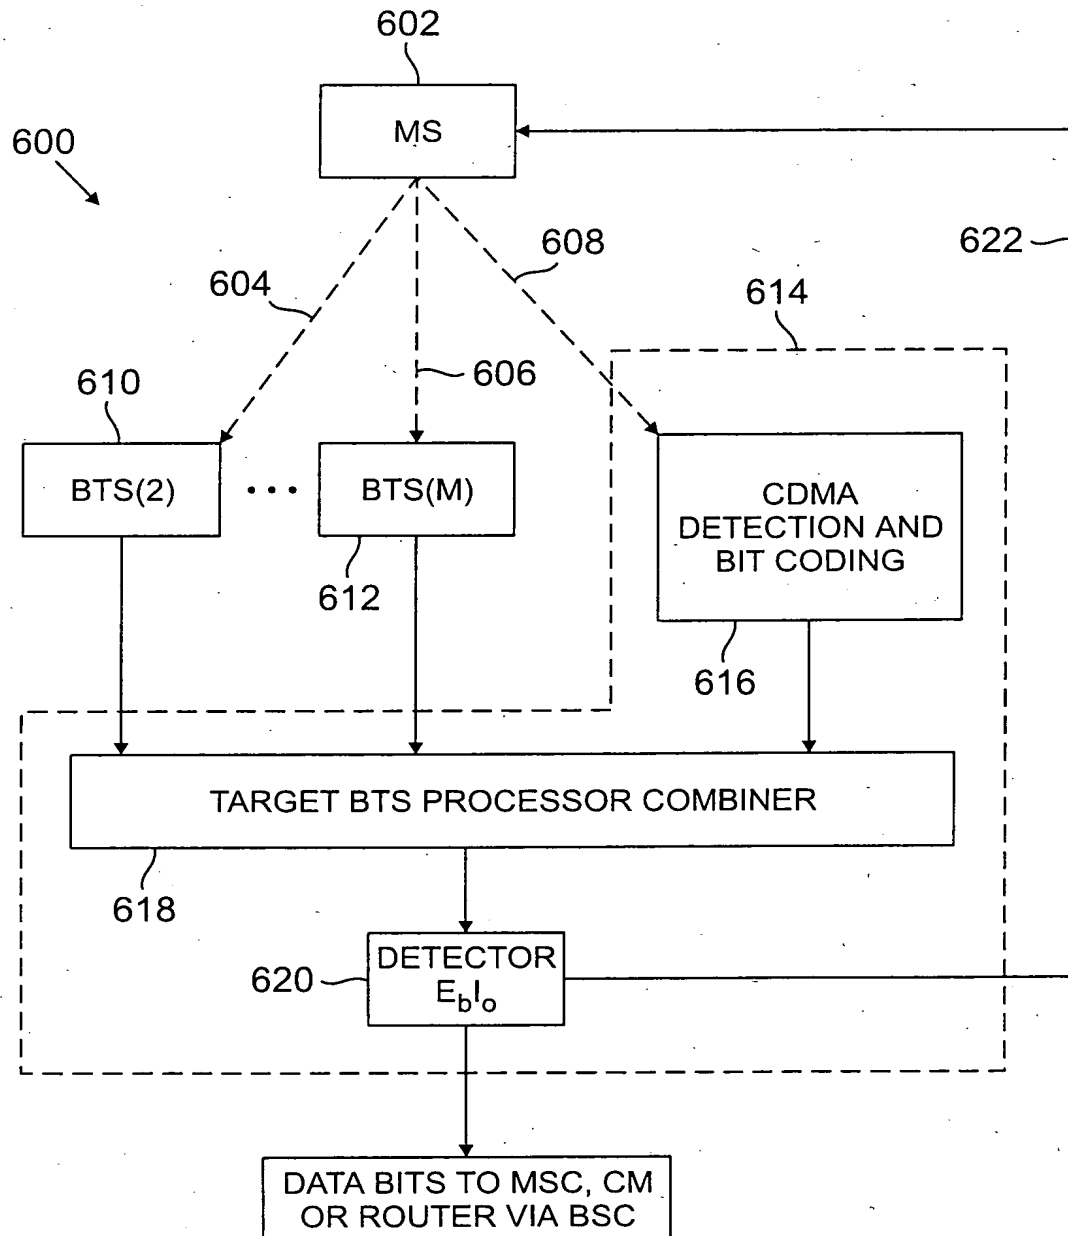 602
MS
600
622
608
604
614
606
610
BTS(2)
• • •
BTS(M)
CDMA
DETECTION AND
BIT CODING
612
616
TARGET BTS PROCESSOR COMBINER
618
DETECTOR
EbIo
620
DATA BITS TO MSC, CM
OR ROUTER VIA BSC